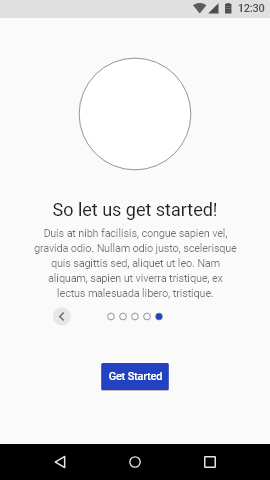 12:30
So let us get started!
Duis at nibh facilisis, congue sapien vel,
gravida odio. Nullam odio justo, scelerisque
quis sagittis sed, aliquet ut leo. Nam
aliquam, sapien ut viverra tristique, ex
lectus malesuada libero, tristique.
Get Started